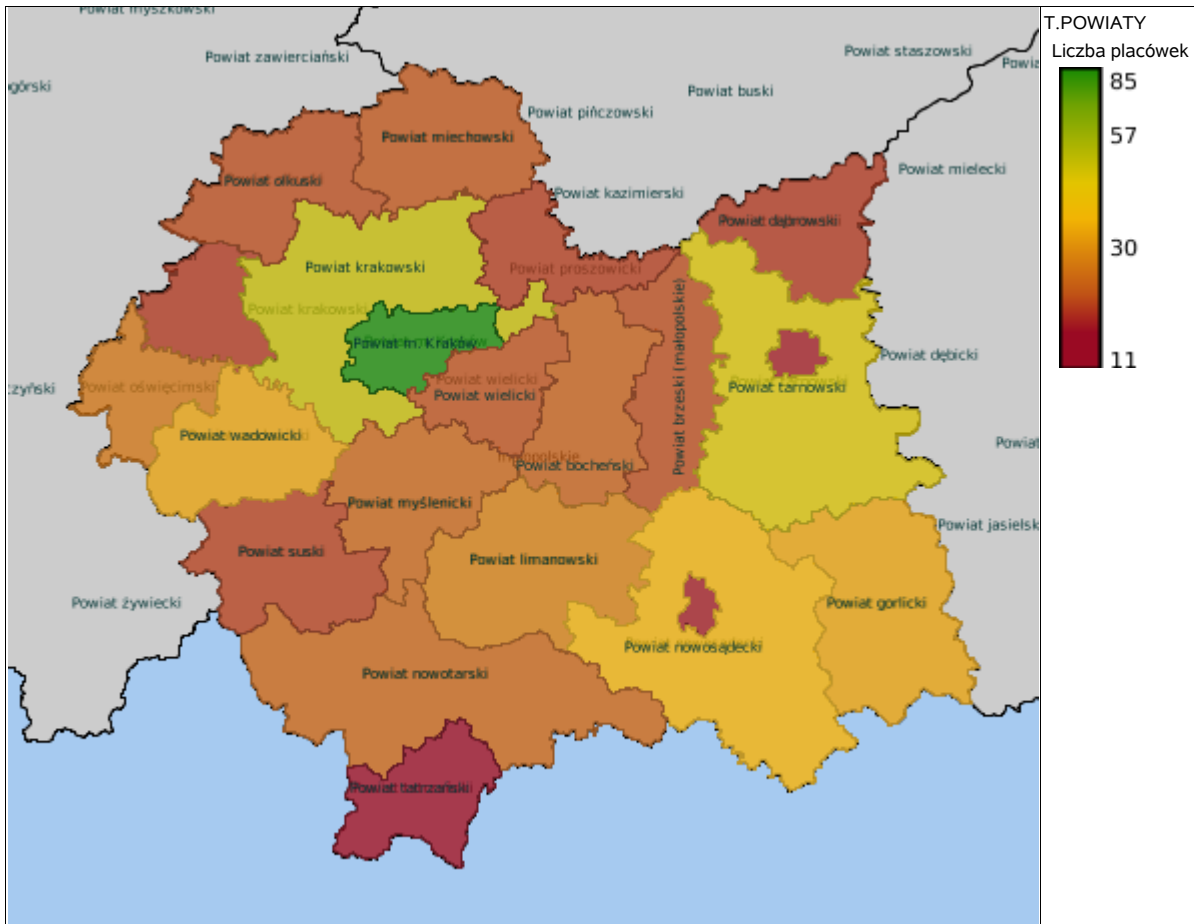 Powiat myszkowski
T.POWIATY
Liczba placówek
Powiat staszowski
Powiat zawierciański
85
górski
Powiat buski
Powiat pińczowski
57
Powiat miechowski
Powiat mielecki
Powiat olkuski
Powiat kazimierski
Powiat dąbrowski
30
Powiat krakowski
Powiat proszowicki
Powiat krakowski
Powiat m. Kraków
Powiat dębicki
11
Powiat wielicki
Powiat oświęcimski
czyński
Powiat tarnowski
Powiat wielicki
Powiat brzeski (małopolskie)
Powiat wadowicki
Powiat
małopolskie
Powiat bocheński
Powiat myślenicki
Powiat jasielsk
Powiat suski
Powiat limanowski
Powiat żywiecki
Powiat gorlicki
Powiat nowosądecki
Powiat nowotarski
Powiat tatrzański